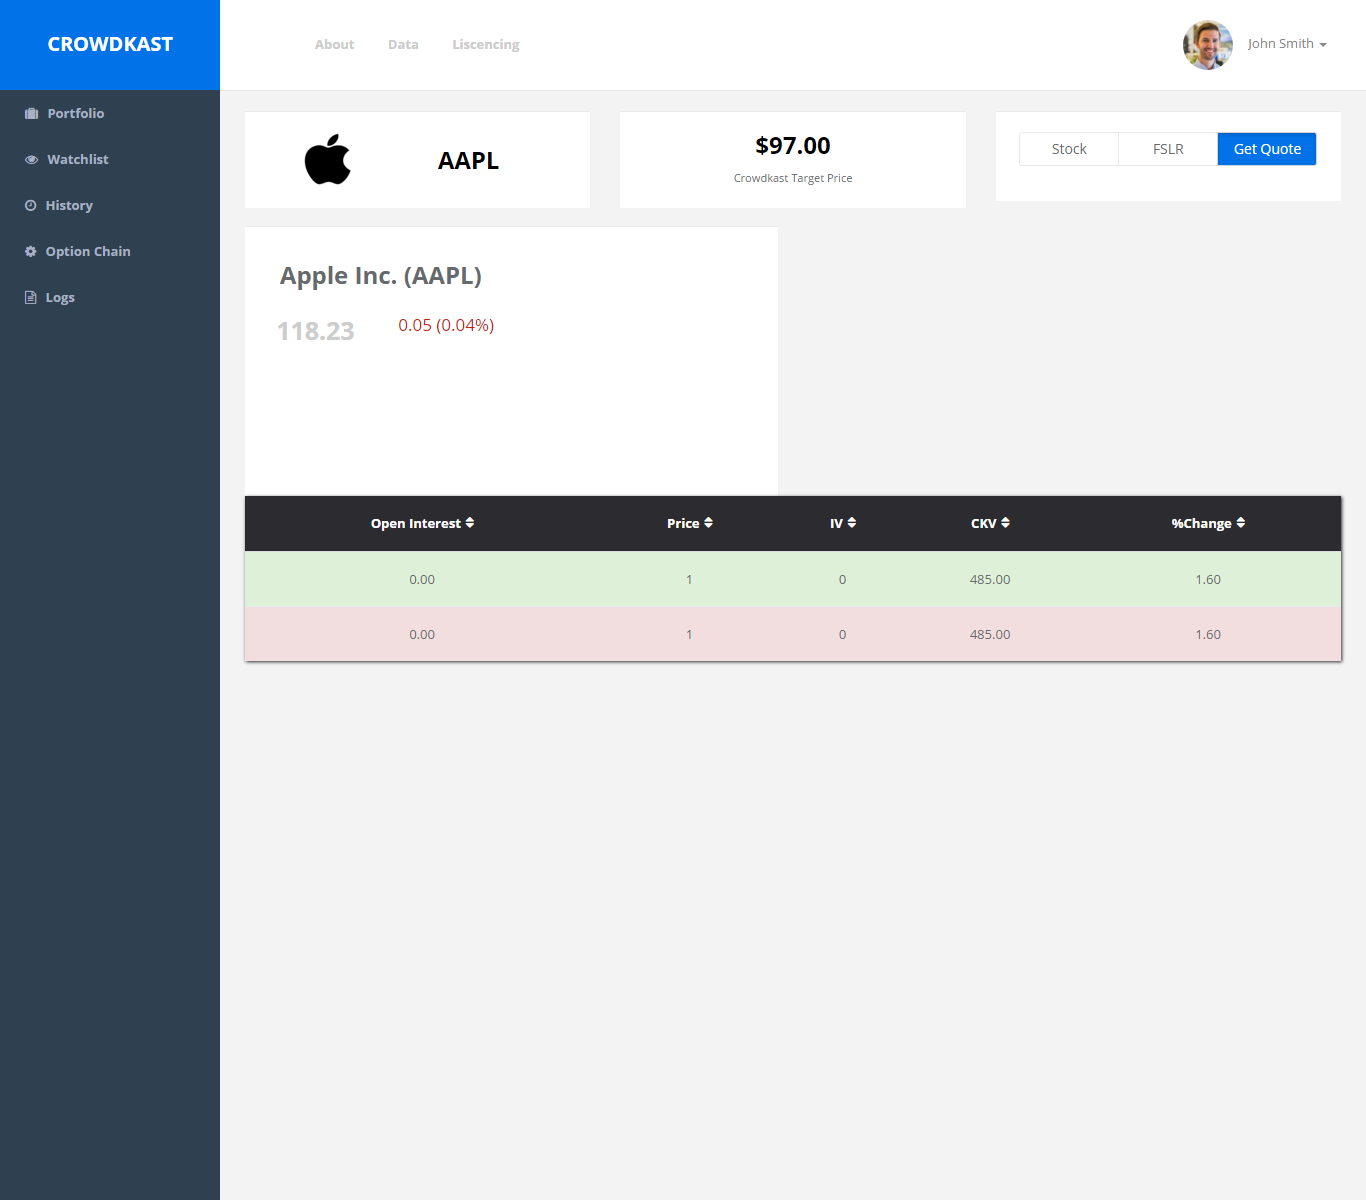 CROWDKAST
About Data Liscencing
John Smith
Portfolio
Watchlist
History
Option Chain
Logs
AAPL
$97.00
Crowdkast Target Price
Stock FSLR Get Quote
Apple Inc. (AAPL)
118.23 0.05 (0.04%)
Open Interest Price IV CKV %Change
0.00 1 0 485.00 1.60
0.00 1 0 485.00 1.60